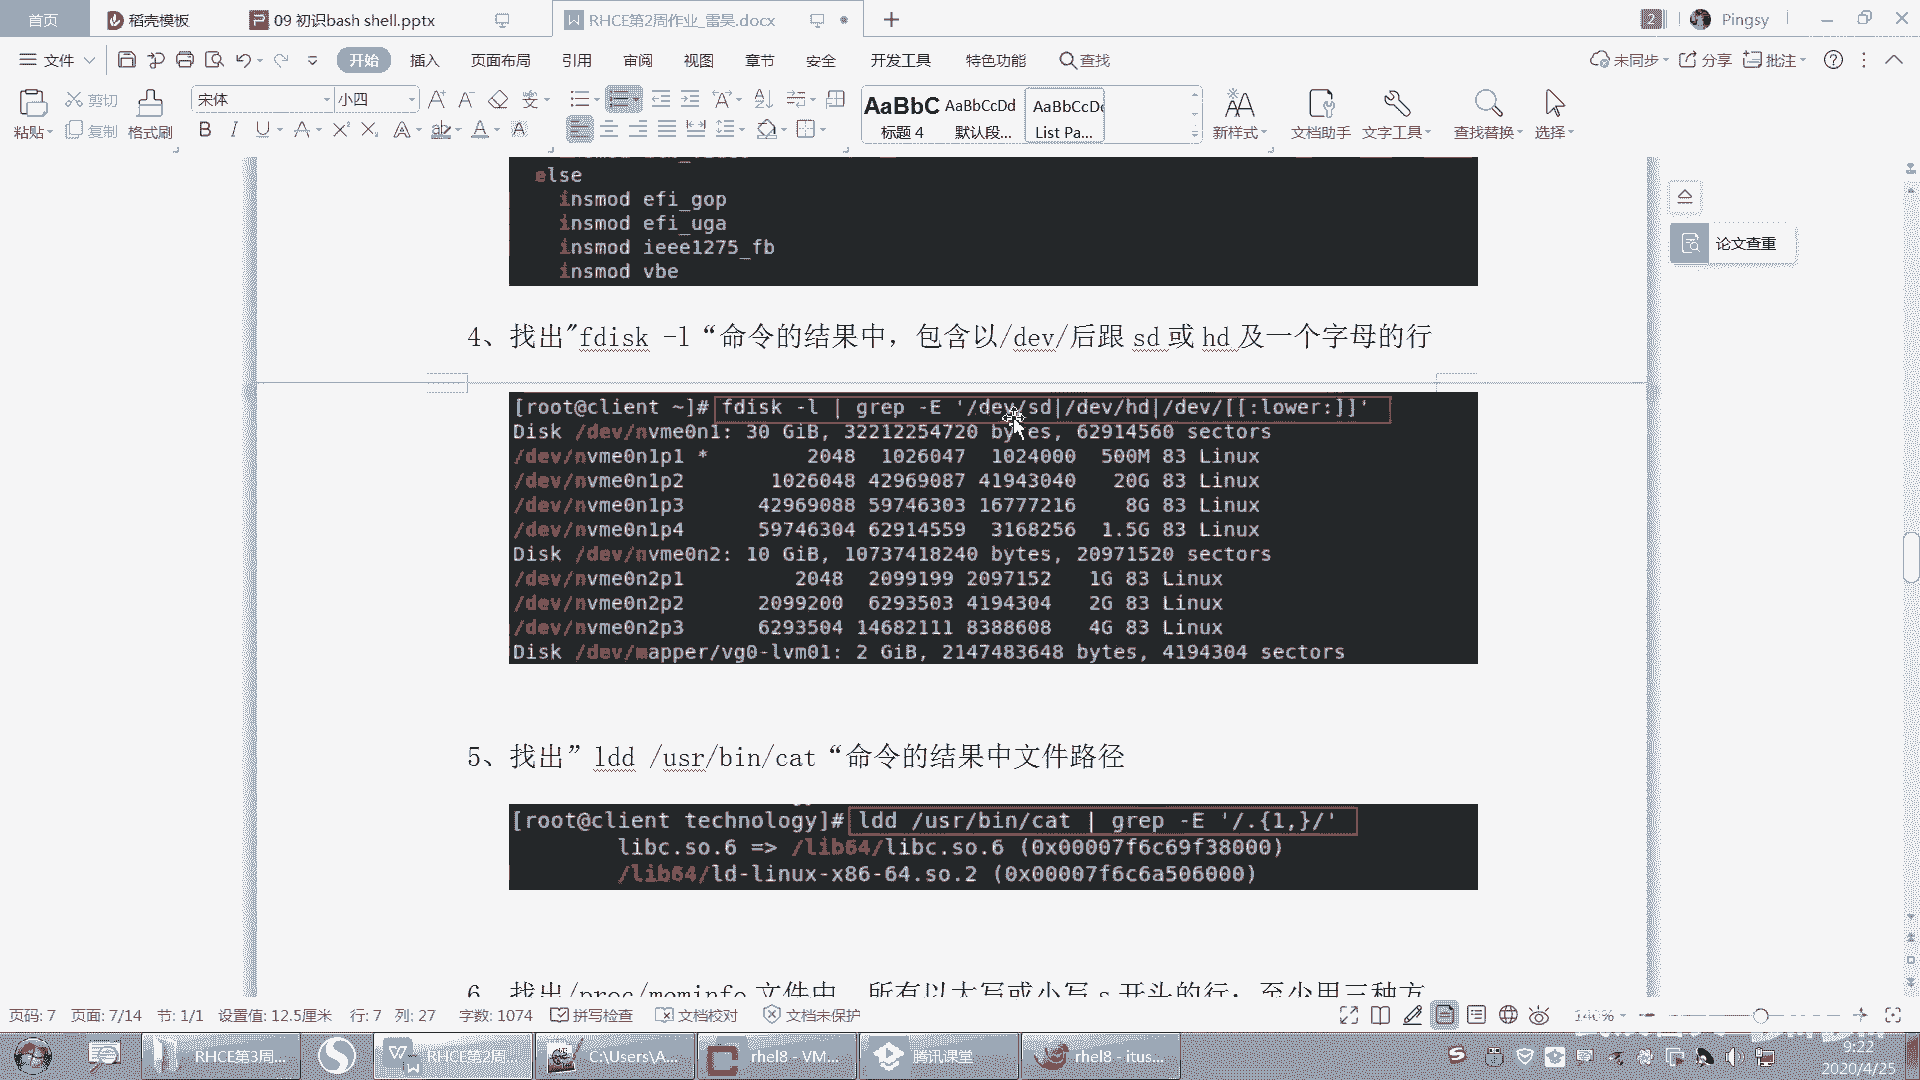 首页 稻壳模板 09 初识bash shell.pptx RHCE第2周作业_雷昊.docx 2 Pingsy
文件 开始 插入 页面布局 引用 审阅 视图 章节 安全 开发工具 特色功能 查找 未同步 分享 批注
粘贴 剪切 复制 格式刷 宋体 小四 AaBbC 标题 4 AaBbCcDd 默认段... AaBbCcDc List Pa... 新样式 文档助手 文字工具 查找替换 选择
else
insmod efi_gop
insmod efi_uga
insmod ieee1275_fb
insmod vbe
论文查重
4、找出"fdisk -l“命令的结果中，包含以/dev/后跟 sd 或 hd 及一个字母的行
[root@client ~]# fdisk -l | grep -E '/dev/sd|/dev/hd|/dev/[[:lower:]]'
Disk /dev/nvme0n1: 30 GiB, 32212254720 bytes, 62914560 sectors
/dev/nvme0n1p1 * 2048 1026047 1024000 500M 83 Linux
/dev/nvme0n1p2 1026048 42969087 41943040 20G 83 Linux
/dev/nvme0n1p3 42969088 59746303 16777216 8G 83 Linux
/dev/nvme0n1p4 59746304 62914559 3168256 1.5G 83 Linux
Disk /dev/nvme0n2: 10 GiB, 10737418240 bytes, 20971520 sectors
/dev/nvme0n2p1 2048 2099199 2097152 1G 83 Linux
/dev/nvme0n2p2 2099200 6293503 4194304 2G 83 Linux
/dev/nvme0n2p3 6293504 14682111 8388608 4G 83 Linux
Disk /dev/mapper/vg0-lvm01: 2 GiB, 2147483648 bytes, 4194304 sectors
5、找出”ldd /usr/bin/cat“命令的结果中文件路径
[root@client technology]# ldd /usr/bin/cat | grep -E '/.{1,}/'
libc.so.6 => /lib64/libc.so.6 (0x00007f6c69f38000)
/lib64/ld-linux-x86-64.so.2 (0x00007f6c6a506000)
6、找出/proc/meminfo 文件中，所有以大写或小写 s 开头的行；至少用三种方
页码: 7 页面: 7/14 节: 1/1 设置值: 12.5厘米 行: 7 列: 27 字数: 1074 拼写检查 文档校对 文档未保护 140%
RHCE第3周... RHCE第2周... C:\Users\A... rhel8 - VM... 腾讯课堂 rhel8 - itus... 9:22
2020/4/25